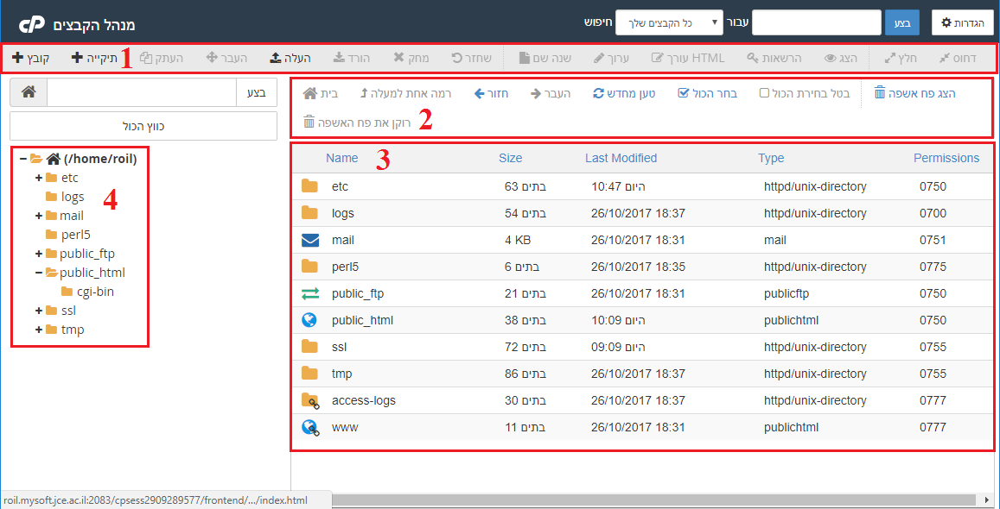 cP מנהל הקבצים
חיפוש כל הקבצים שלך עבור בצע הגדרות
קובץ תיקייה 1 העתק העבר העלה הורד מחק שחזר שנה שם ערוך HTML עורך הרשאות הצג חלץ דחוס
בצע
כווץ הכול
בית רמה אחת למעלה חזור העבר טען מחדש בחר הכול בטל בחירת הכול הצג פח אשפה
רוקן את פח האשפה 2
(/home/roil)
etc
logs
4
mail
perl5
public_ftp
public_html
cgi-bin
ssl
tmp
Name 3 Size Last Modified Type Permissions
etc 63 בתים היום 10:47 httpd/unix-directory 0750
logs 54 בתים 26/10/2017 18:37 httpd/unix-directory 0700
mail 4 KB 26/10/2017 18:31 mail 0751
perl5 6 בתים 26/10/2017 18:35 httpd/unix-directory 0775
public_ftp 21 בתים 26/10/2017 18:31 publicftp 0750
public_html 38 בתים היום 10:09 publichtml 0750
ssl 72 בתים היום 09:09 httpd/unix-directory 0755
tmp 86 בתים 26/10/2017 18:37 httpd/unix-directory 0755
access-logs 30 בתים 26/10/2017 18:37 httpd/unix-directory 0777
www 11 בתים 26/10/2017 18:31 publichtml 0777
roil.mysoft.jce.ac.il:2083/cpsess2909289577/frontend/.../index.html